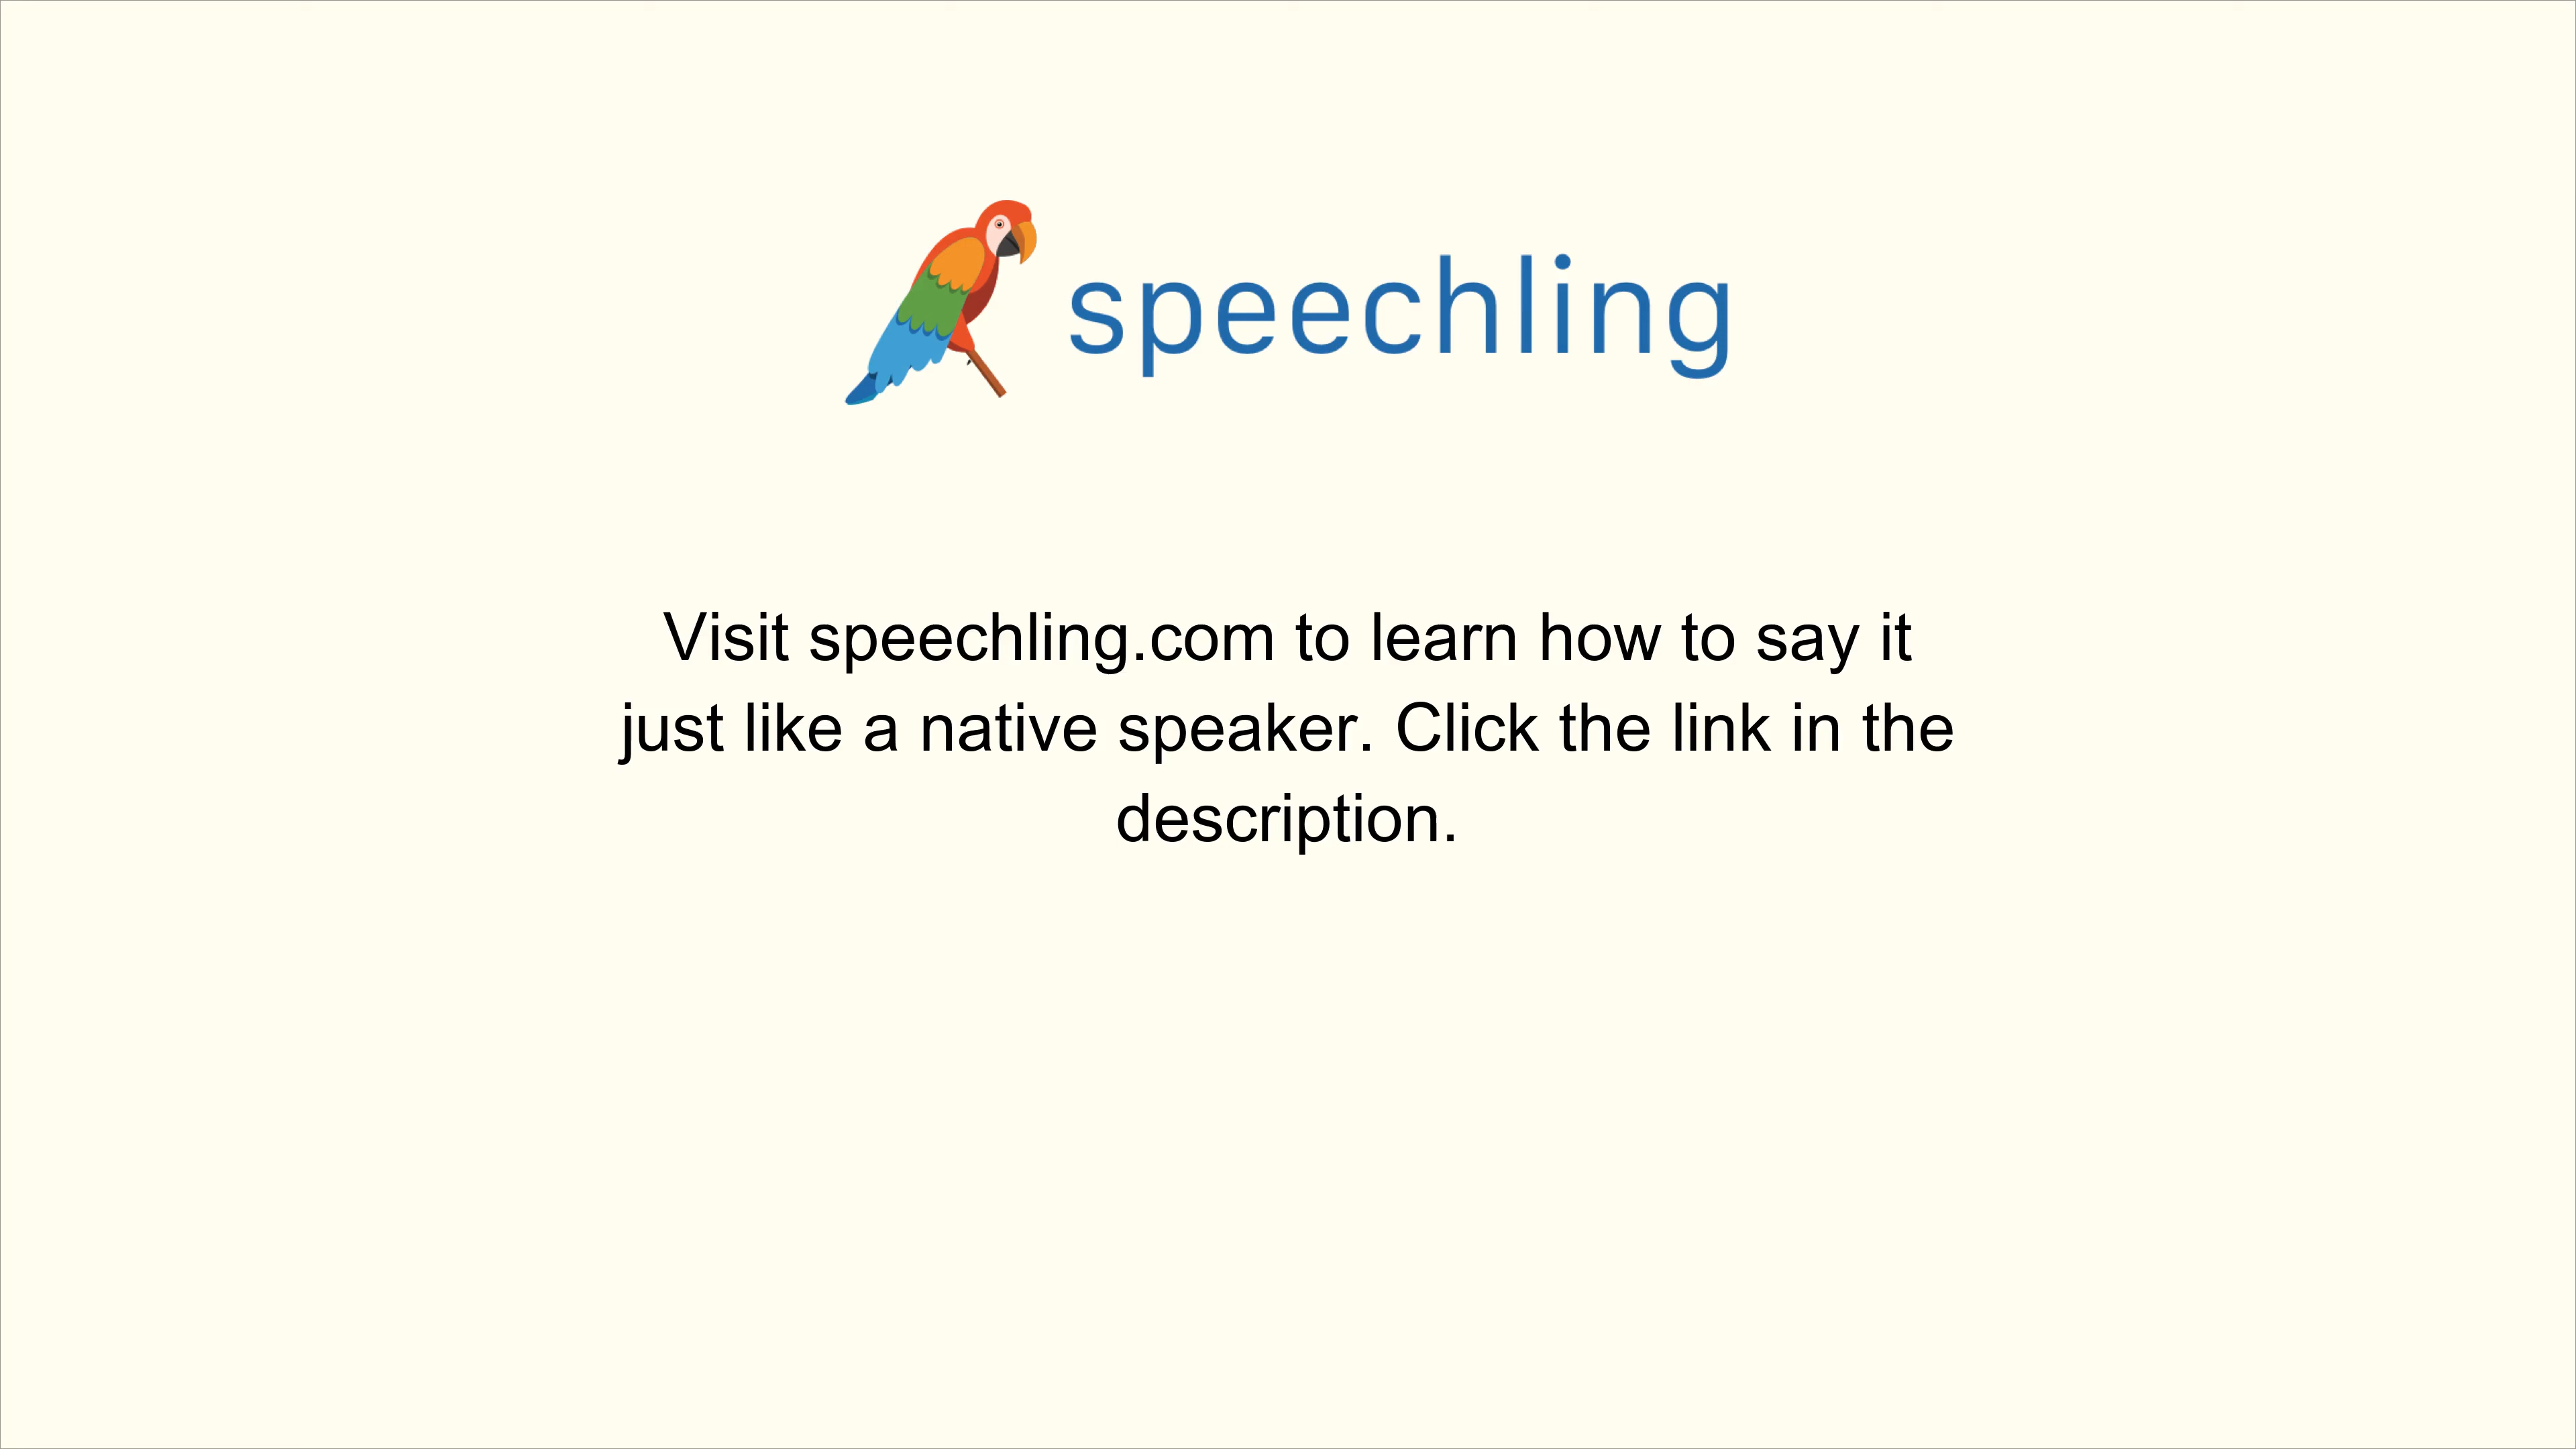 speechling
Visit speechling.com to learn how to say it
just like a native speaker. Click the link in the
description.